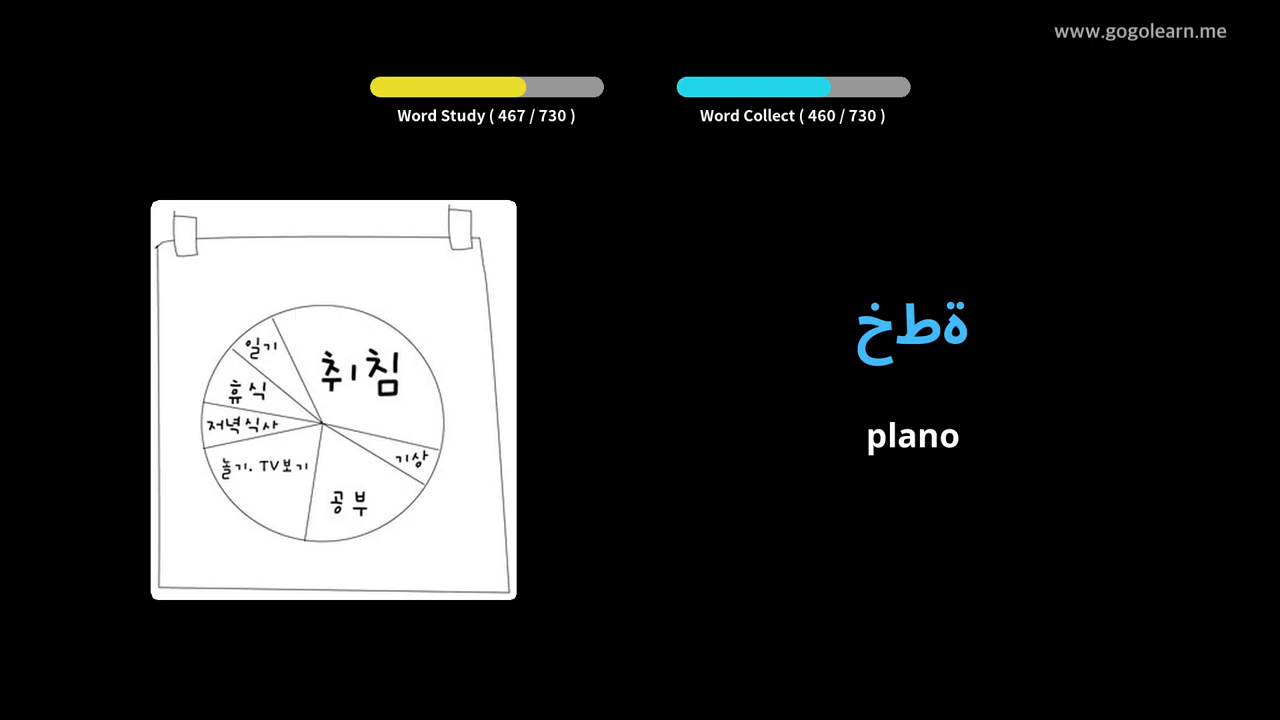 www.gogolearn.me
Word Study ( 467 / 730 )
Word Collect ( 460 / 730 )
일기
취침
휴식
저녁식사
놀기. TV보기
기상
공부
ةطخ
plano